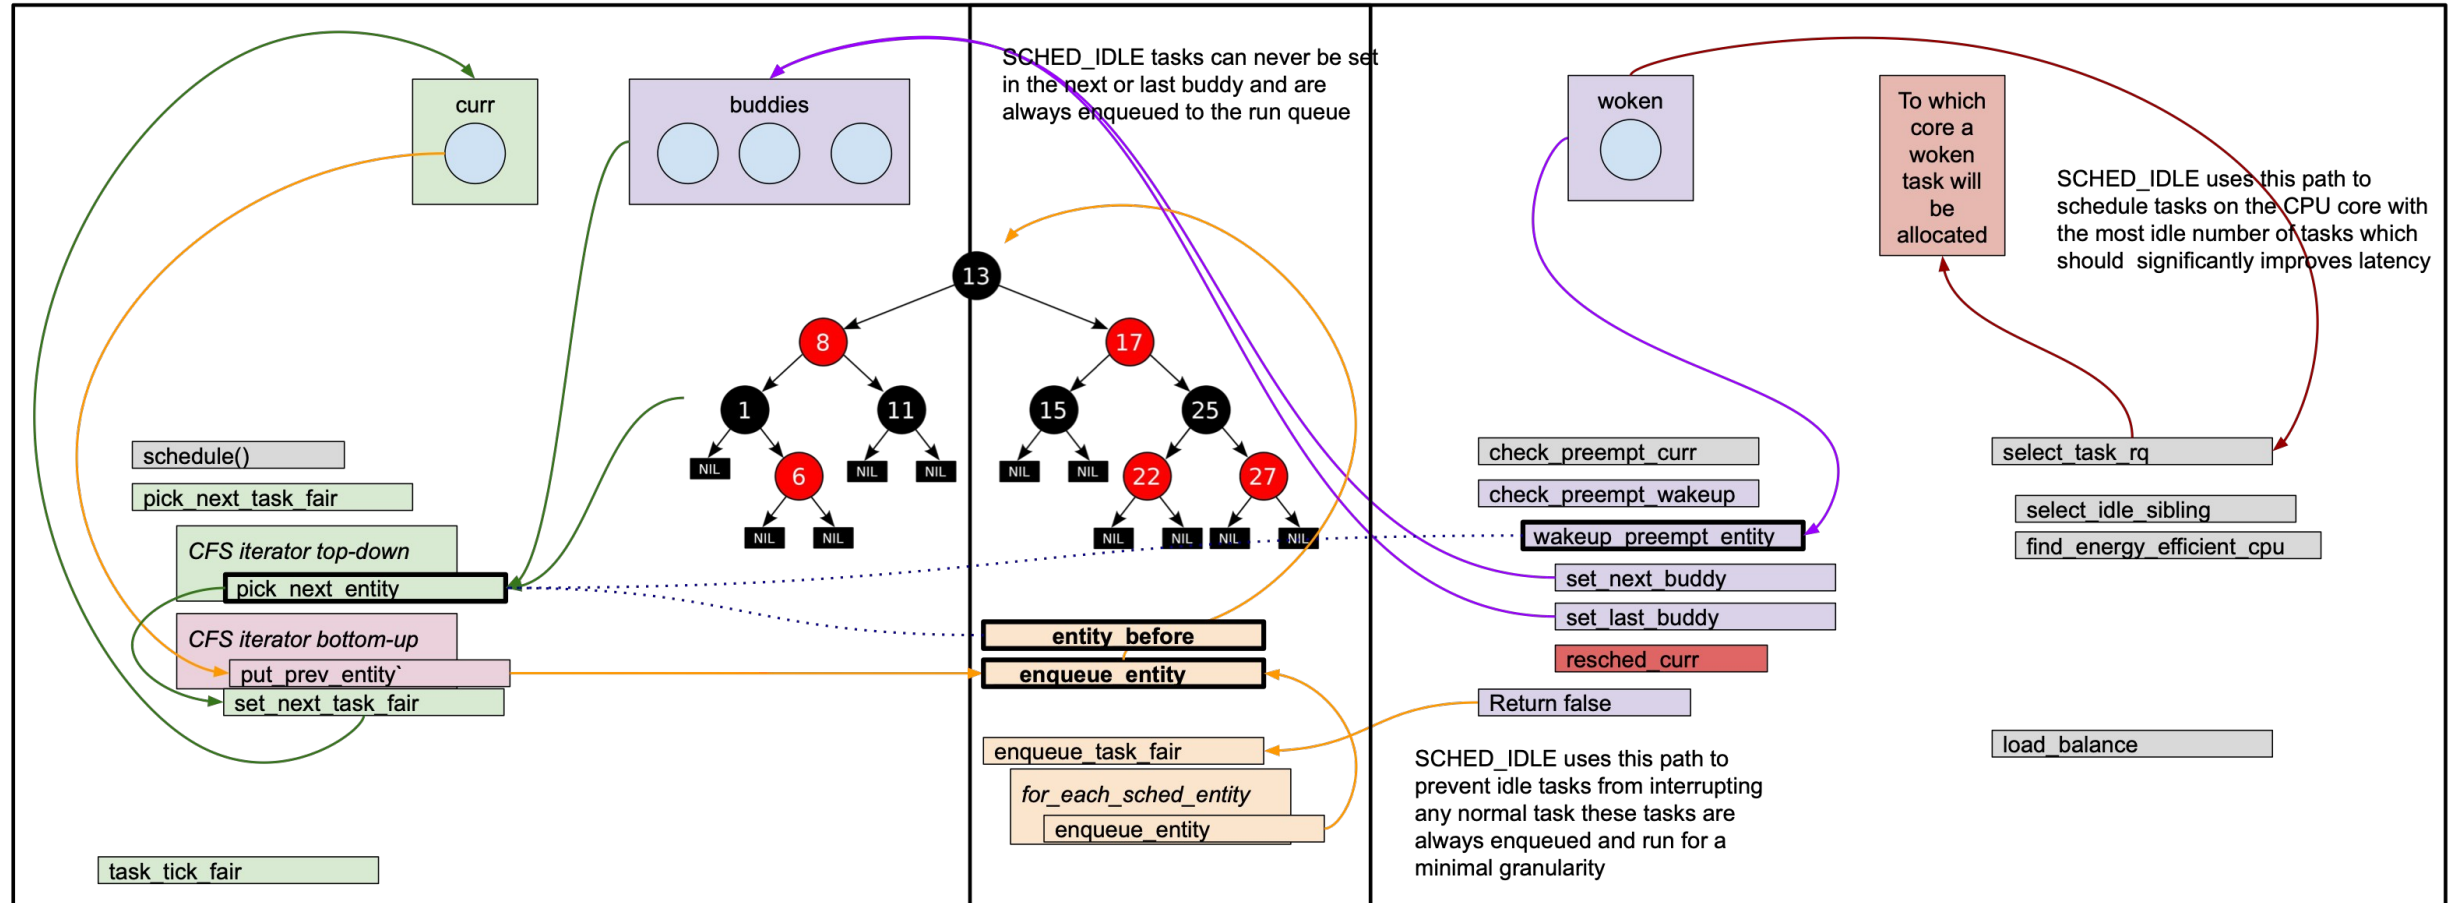 curr
buddies
SCHED_IDLE tasks can never be set
in the next or last buddy and are
always enqueued to the run queue
woken
To which
core a
woken
task will
be
allocated
SCHED_IDLE uses this path to
schedule tasks on the CPU core with
the most idle number of tasks which
should  significantly improves latency
13
8
17
1
11
15
25
NIL
6
NIL
NIL
NIL
NIL
22
27
NIL
NIL
NIL
NIL
NIL
NIL
schedule()
pick_next_task_fair
CFS iterator top-down
pick_next_entity
CFS iterator bottom-up
put_prev_entity`
set_next_task_fair
task_tick_fair
entity_before
enqueue_entity
enqueue_task_fair
for_each_sched_entity
enqueue_entity
check_preempt_curr
check_preempt_wakeup
wakeup_preempt_entity
set_next_buddy
set_last_buddy
resched_curr
Return false
SCHED_IDLE uses this path to
prevent idle tasks from interrupting
any normal task these tasks are
always enqueued and run for a
minimal granularity
select_task_rq
select_idle_sibling
find_energy_efficient_cpu
load_balance